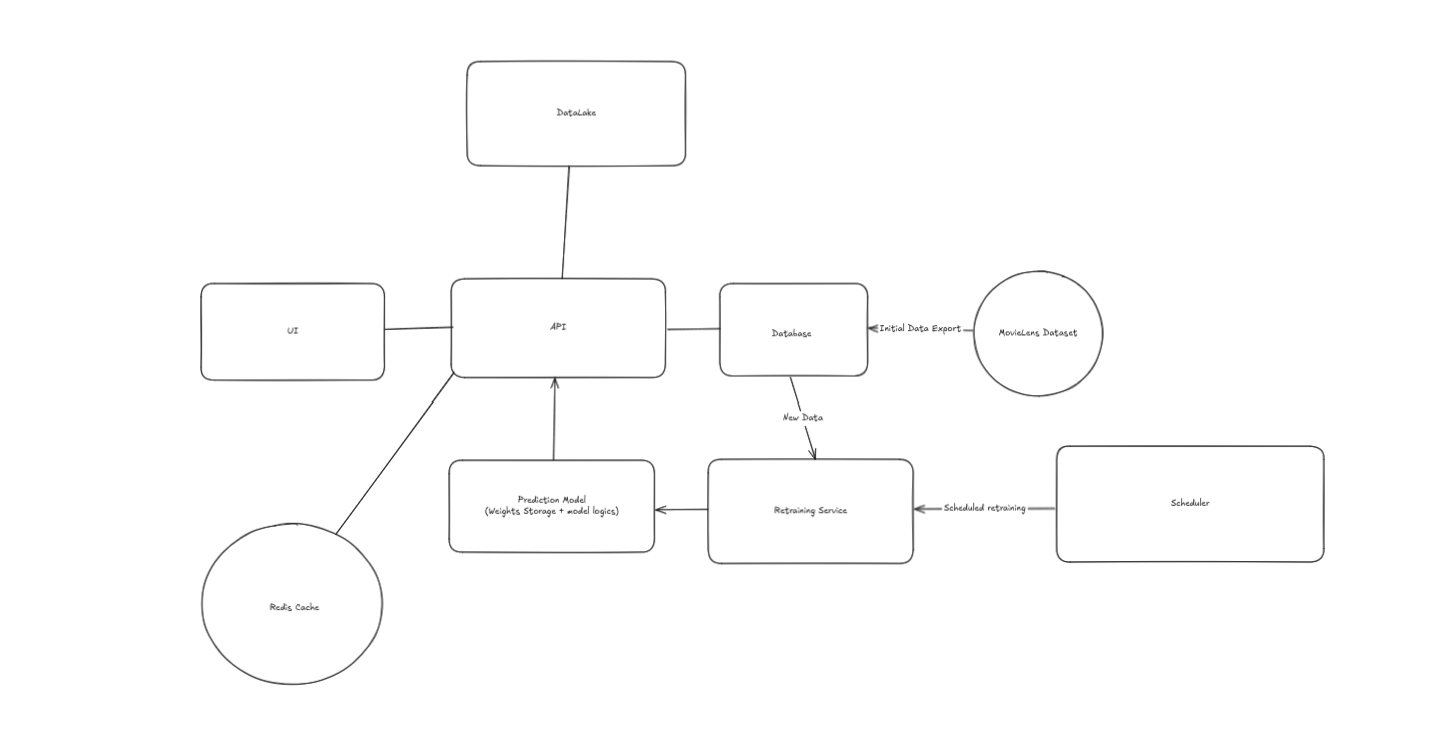 DataLake
UI
API
Database
Initial Data Export
MovieLens Dataset
New Data
Prediction Model
(Weights Storage + model logics)
Retraining Service
Scheduled retraining
Scheduler
Redis Cache